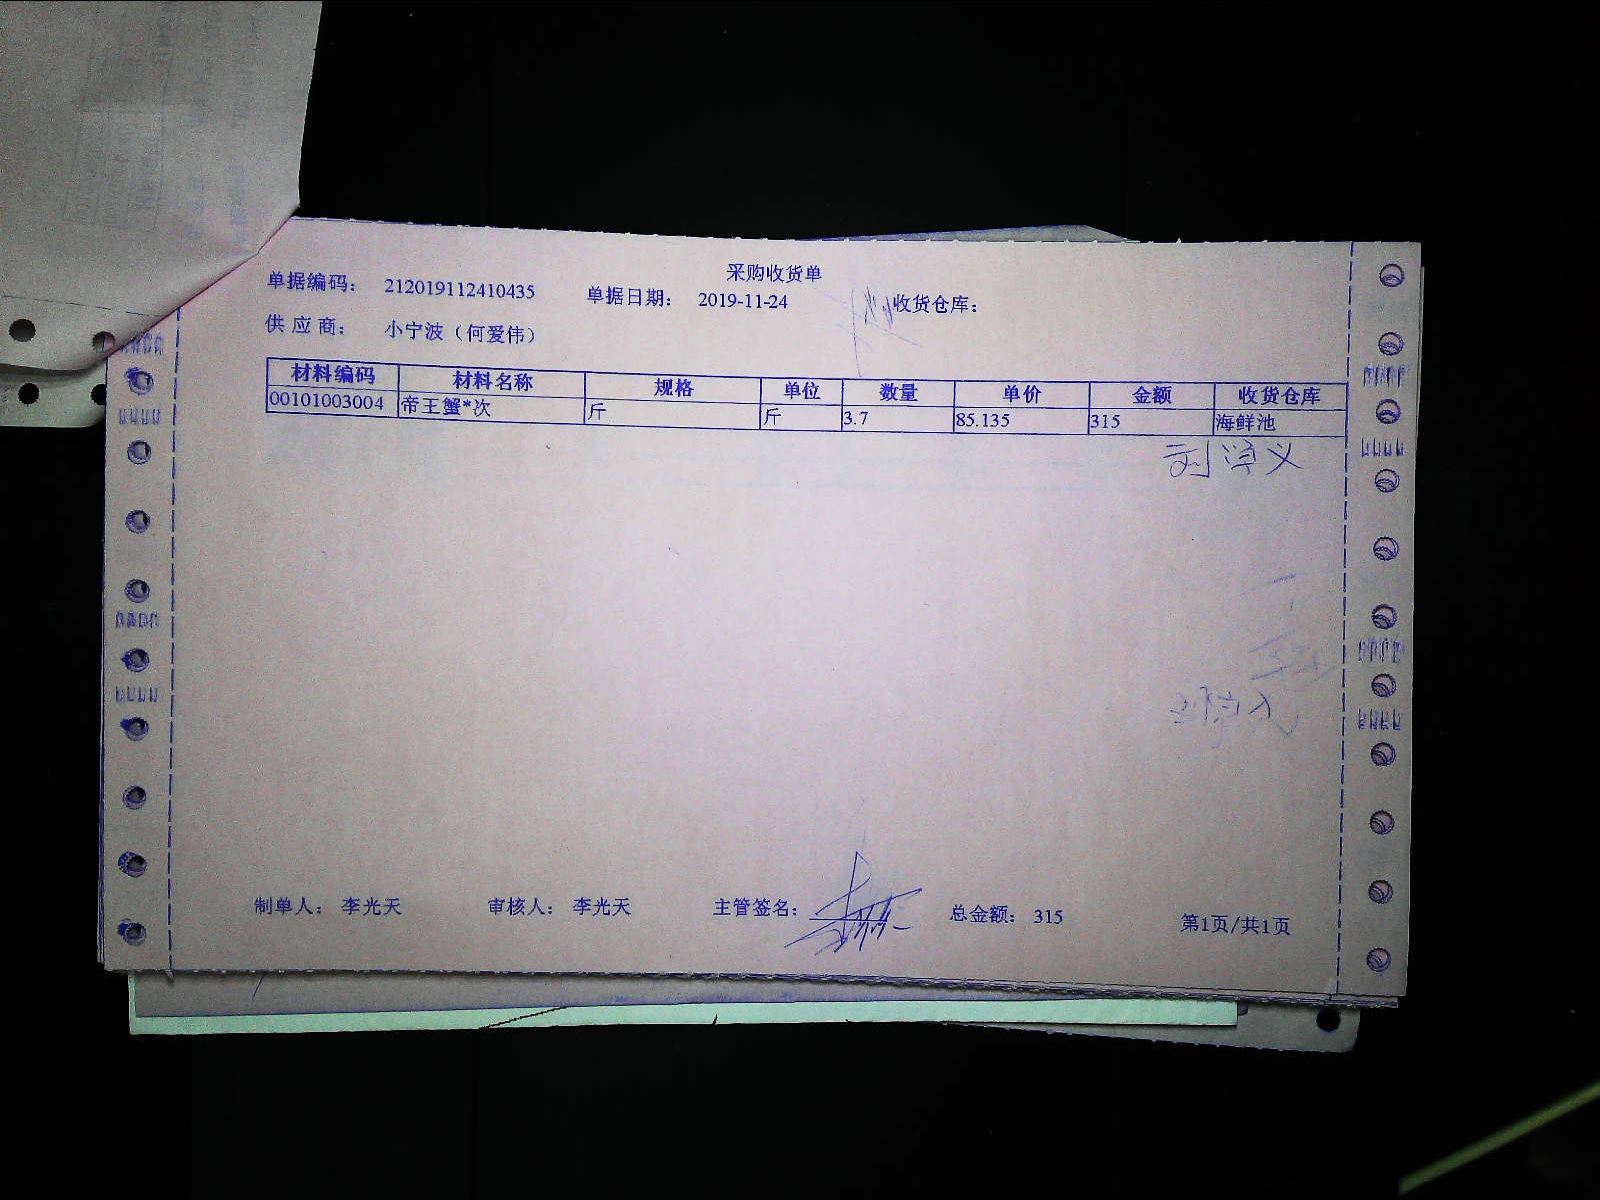 采购收货单
单据编码： 212019112410435 单据日期： 2019-11-24 收货仓库：
供应商： 小宁波（何爱伟）
材料编码 材料名称 规格 单位 数量 单价 金额 收货仓库
00101003004 帝王蟹*次 斤 斤 3.7 85.135 315 海鲜池
制单人： 李光天 审核人： 李光天 主管签名： 总金额： 315 第1页/共1页